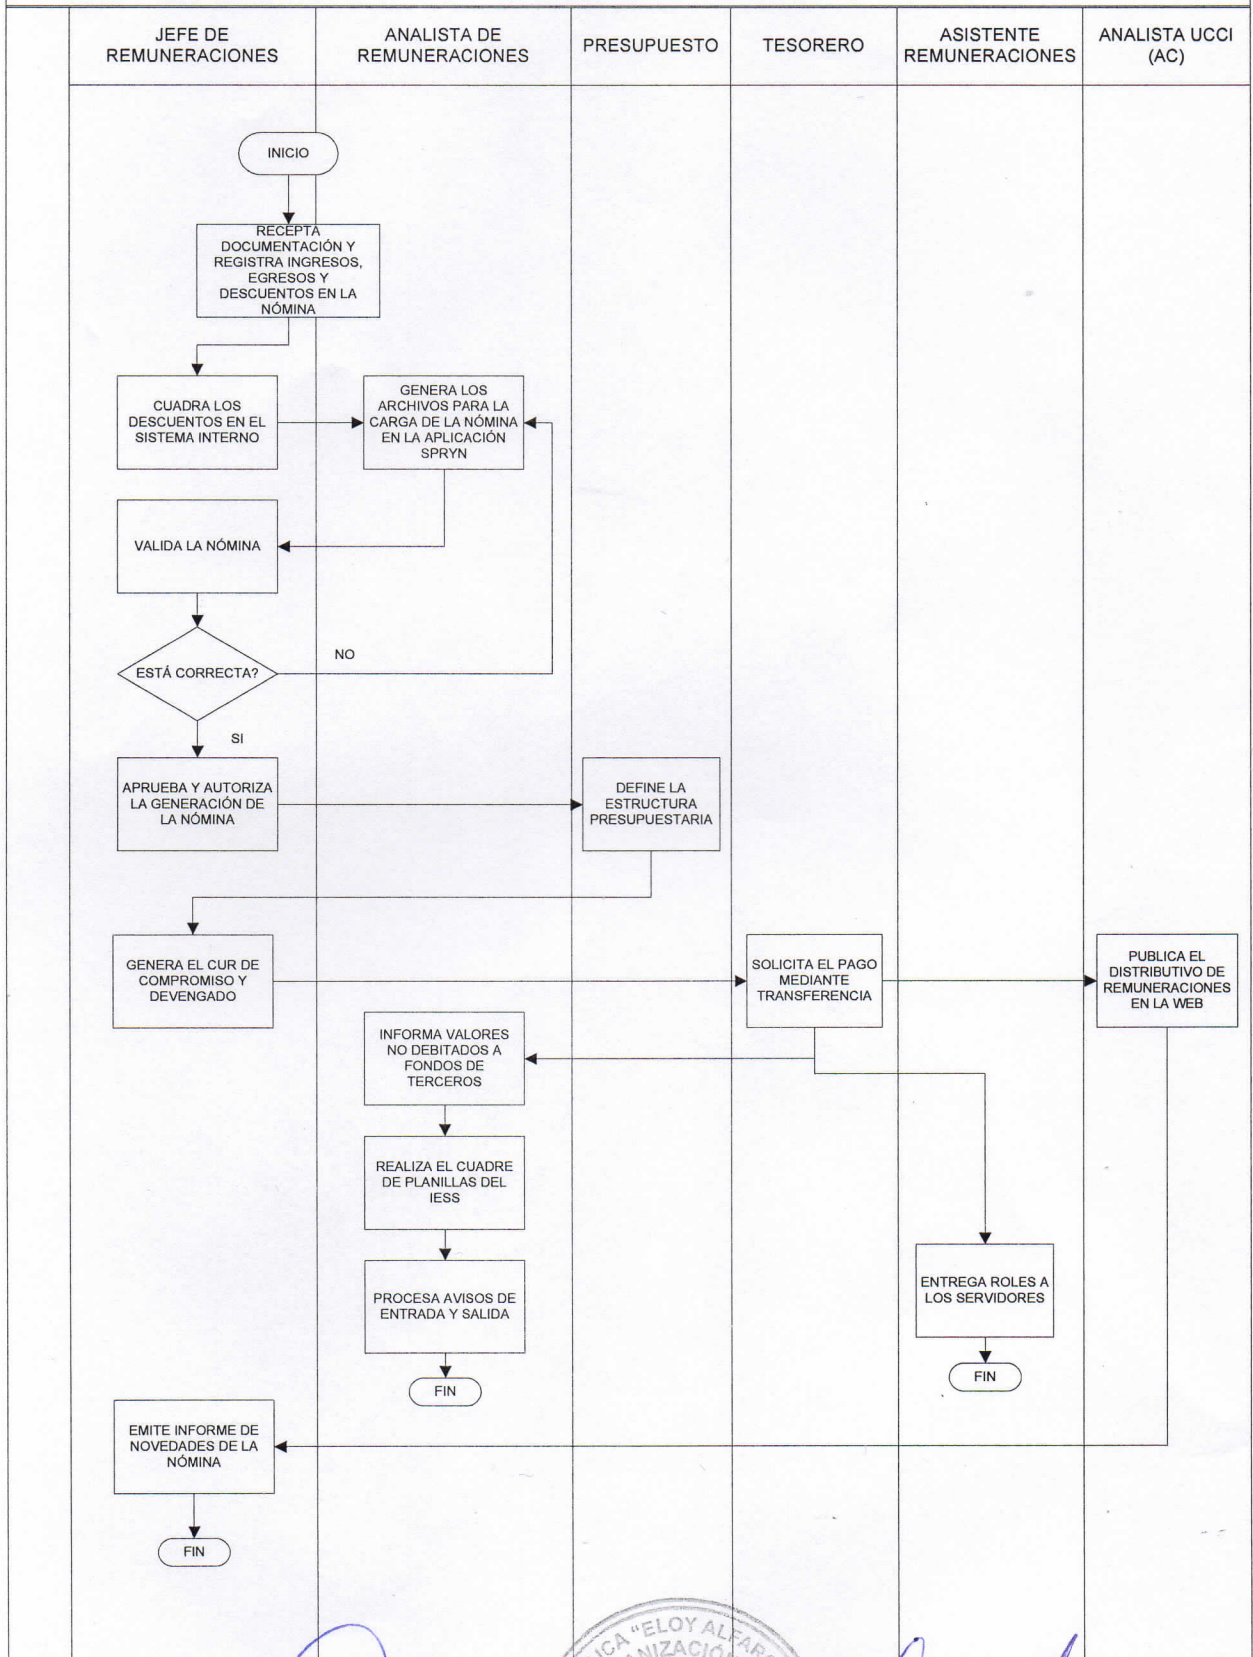 JEFE DE
REMUNERACIONES
ANALISTA DE
REMUNERACIONES
PRESUPUESTO
TESORERO
ASISTENTE
REMUNERACIONES
ANALISTA UCCI
(AC)
INICIO
RECEPTA
DOCUMENTACIÓN Y
REGISTRA INGRESOS,
EGRESOS Y
DESCUENTOS EN LA
NÓMINA
CUADRA LOS
DESCUENTOS EN EL
SISTEMA INTERNO
GENERA LOS
ARCHIVOS PARA LA
CARGA DE LA NÓMINA
EN LA APLICACIÓN
SPRYN
VALIDA LA NÓMINA
ESTÁ CORRECTA?
NO
SI
APRUEBA Y AUTORIZA
LA GENERACIÓN DE
LA NÓMINA
DEFINE LA
ESTRUCTURA
PRESUPUESTARIA
GENERA EL CUR DE
COMPROMISO Y
DEVENGADO
SOLICITA EL PAGO
MEDIANTE
TRANSFERENCIA
PUBLICA EL
DISTRIBUTIVO DE
REMUNERACIONES
EN LA WEB
INFORMA VALORES
NO DEBITADOS A
FONDOS DE
TERCEROS
REALIZA EL CUADRE
DE PLANILLAS DEL
IESS
PROCESA AVISOS DE
ENTRADA Y SALIDA
FIN
ENTREGA ROLES A
LOS SERVIDORES
FIN
EMITE INFORME DE
NOVEDADES DE LA
NÓMINA
FIN
"ELOY